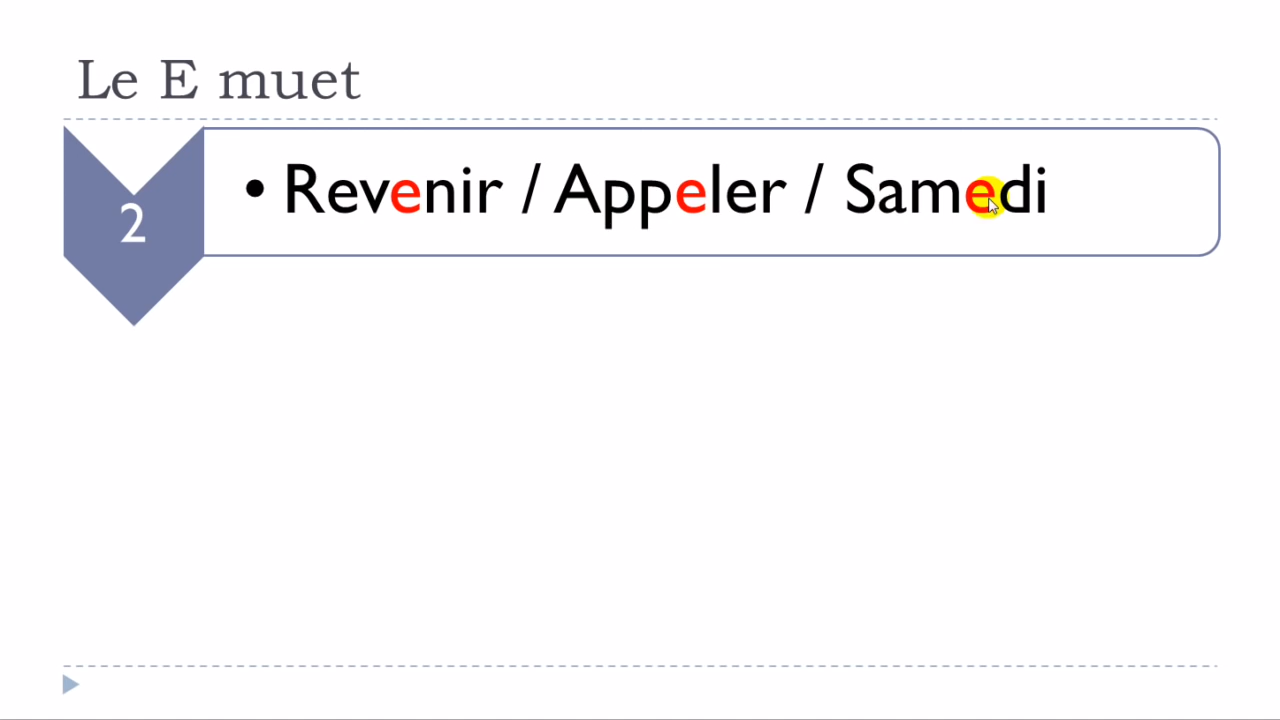 Le E muet
2
• Revenir / Appeler / Samedi